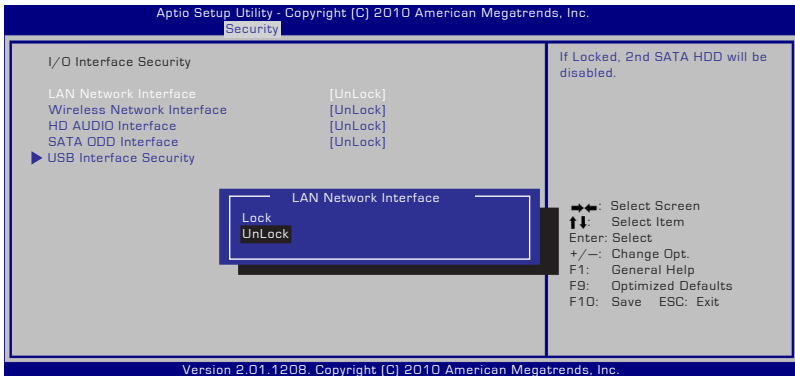 Aptio Setup Utility - Copyright (C) 2010 American Megatrends, Inc.
Security
I/O Interface Security
LAN Network Interface [UnLock]
Wireless Network Interface [UnLock]
HD AUDIO Interface [UnLock]
SATA ODD Interface [UnLock]
USB Interface Security
LAN Network Interface
Lock
UnLock
If Locked, 2nd SATA HDD will be
disabled.
: Select Screen
: Select Item
Enter: Select
+/—: Change Opt.
F1: General Help
F9: Optimized Defaults
F10: Save ESC: Exit
Version 2.01.1208. Copyright (C) 2010 American Megatrends, Inc.